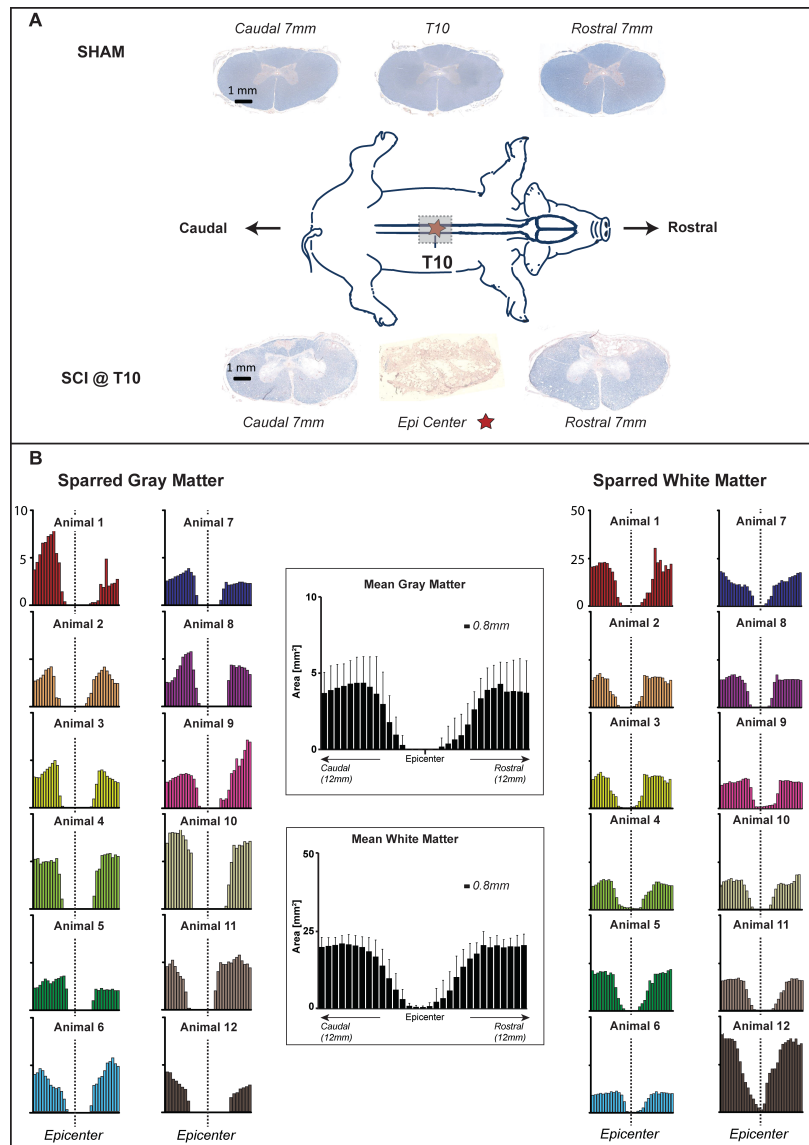 A
SHAM
Caudal 7mm
T10
Rostral 7mm
1 mm
Caudal
T10
Rostral
SCI @ T10
1 mm
Caudal 7mm
Epi Center
Rostral 7mm
B
Sparred Gray Matter
10
5
0
Animal 1
Animal 7
Animal 2
Animal 8
Animal 3
Animal 9
Animal 4
Animal 10
Animal 5
Animal 11
Animal 6
Animal 12
Epicenter
Epicenter
Mean Gray Matter
10
5
0
Area [mm²]
0.8mm
Epicenter
Caudal
(12mm)
Rostral
(12mm)
Mean White Matter
50
25
0
Area [mm²]
0.8mm
Epicenter
Caudal
(12mm)
Rostral
(12mm)
Sparred White Matter
50
25
0
Animal 1
Animal 7
Animal 2
Animal 8
Animal 3
Animal 9
Animal 4
Animal 10
Animal 5
Animal 11
Animal 6
Animal 12
Epicenter
Epicenter